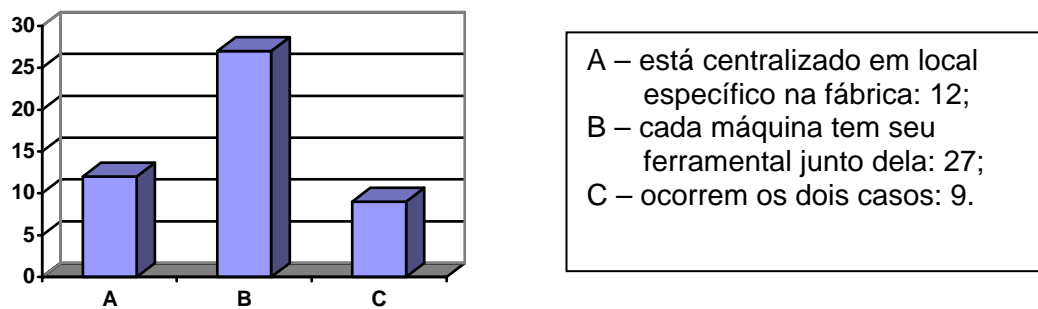 30
25
20
15
10
5
0
A B C
A – está centralizado em local
específico na fábrica: 12;
B – cada máquina tem seu
ferramental junto dela: 27;
C – ocorrem os dois casos: 9.